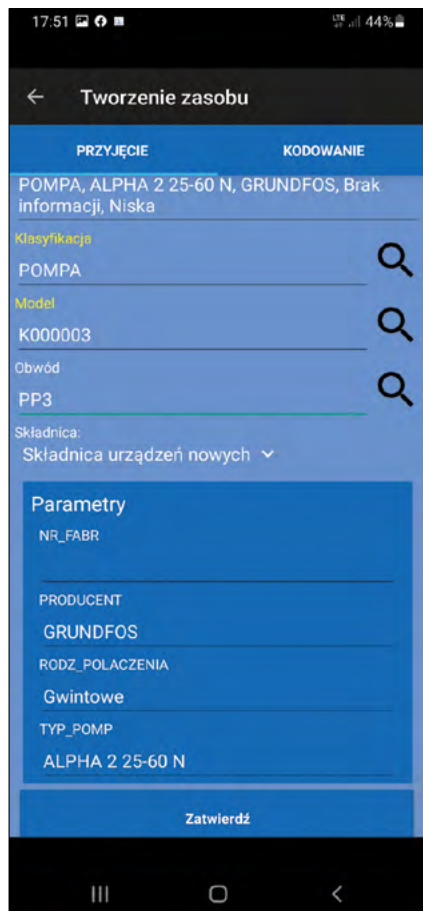 17:51
LTE 44%
Tworzenie zasobu
PRZYJĘCIE KODOWANIE
POMPA, ALPHA 2 25-60 N, GRUNDFOS, Brak
informacji, Niska
Klasyfikacja
POMPA
Model
K000003
Obwód
PP3
Składnica:
Składnica urządzeń nowych
Parametry
NR_FABR
PRODUCENT
GRUNDFOS
RODZ_POLACZENIA
Gwintowe
TYP_POMP
ALPHA 2 25-60 N
Zatwierdź